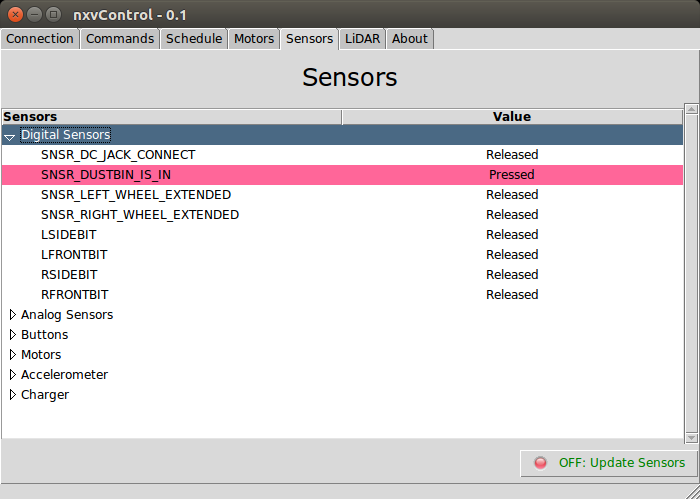 nxvControl - 0.1
Connection Commands Schedule Motors Sensors LiDAR About
Sensors
Sensors Value
Digital Sensors
SNSR_DC_JACK_CONNECT Released
SNSR_DUSTBIN_IS_IN Pressed
SNSR_LEFT_WHEEL_EXTENDED Released
SNSR_RIGHT_WHEEL_EXTENDED Released
LSIDEBIT Released
LFRONTBIT Released
RSIDEBIT Released
RFRONTBIT Released
Analog Sensors
Buttons
Motors
Accelerometer
Charger
OFF: Update Sensors